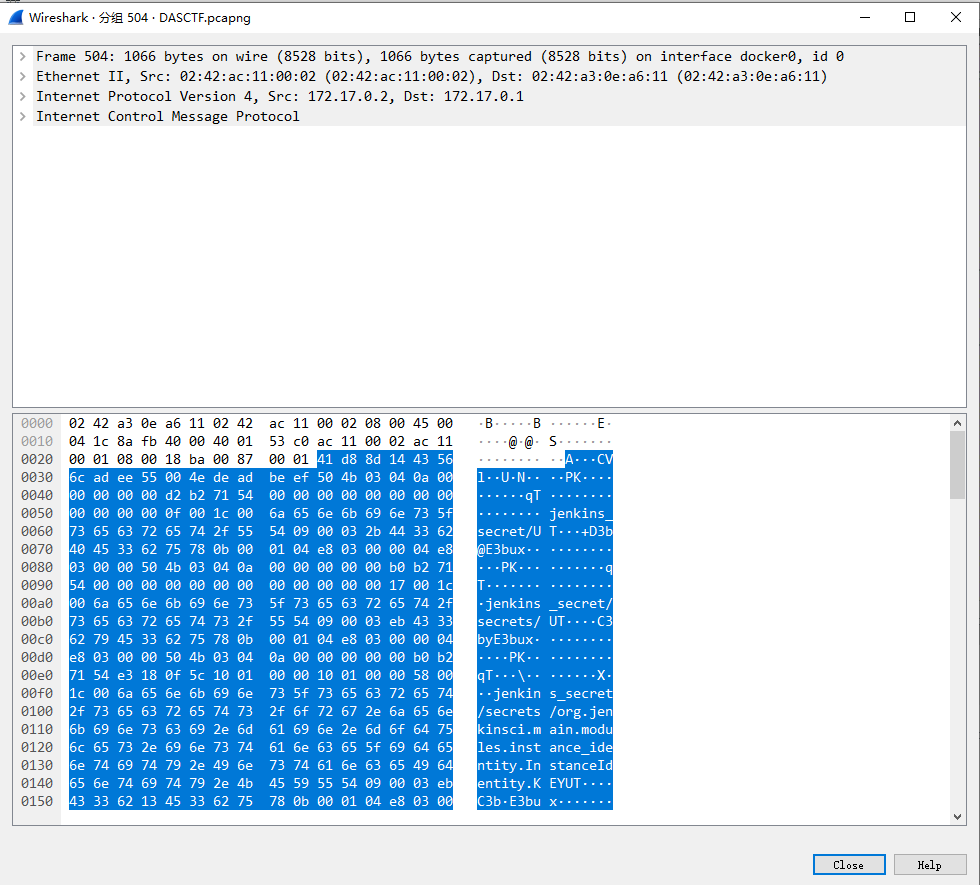 Wireshark · 分组 504 · DASCTF.pcapng
Frame 504: 1066 bytes on wire (8528 bits), 1066 bytes captured (8528 bits) on interface docker0, id 0
Ethernet II, Src: 02:42:ac:11:00:02 (02:42:ac:11:00:02), Dst: 02:42:a3:0e:a6:11 (02:42:a3:0e:a6:11)
Internet Protocol Version 4, Src: 172.17.0.2, Dst: 172.17.0.1
Internet Control Message Protocol
0000 02 42 a3 0e a6 11 02 42 ac 11 00 02 08 00 45 00 ·B·····B ······E·
0010 04 1c 8a fb 40 00 40 01 53 c0 ac 11 00 02 ac 11 ····@·@· S·······
0020 00 01 08 00 18 ba 00 87 00 01 41 d8 8d 14 43 56 ········ ··A···CV
0030 6c ad ee 55 00 4e de ad be ef 50 4b 03 04 0a 00 l··U·N·· ··PK····
0040 00 00 00 00 d2 b2 71 54 00 00 00 00 00 00 00 00 ······qT ········
0050 00 00 00 00 0f 00 1c 00 6a 65 6e 6b 69 6e 73 5f ········ jenkins_
0060 73 65 63 72 65 74 2f 55 54 09 00 03 2b 44 33 62 secret/U T···+D3b
0070 40 45 33 62 75 78 0b 00 01 04 e8 03 00 00 04 e8 @E3bux·· ········
0080 03 00 00 50 4b 03 04 0a 00 00 00 00 00 b0 b2 71 ···PK··· ·······q
0090 54 00 00 00 00 00 00 00 00 00 00 00 00 17 00 1c T······· ········
00a0 00 6a 65 6e 6b 69 6e 73 5f 73 65 63 72 65 74 2f ·jenkins _secret/
00b0 73 65 63 72 65 74 73 2f 55 54 09 00 03 eb 43 33 secrets/ UT····C3
00c0 62 79 45 33 62 75 78 0b 00 01 04 e8 03 00 00 04 byE3bux· ········
00d0 e8 03 00 00 50 4b 03 04 0a 00 00 00 00 00 b0 b2 ····PK·· ········
00e0 71 54 e3 18 0f 5c 10 01 00 00 10 01 00 00 58 00 qT···\·· ······X·
00f0 1c 00 6a 65 6e 6b 69 6e 73 5f 73 65 63 72 65 74 ··jenkin s_secret
0100 2f 73 65 63 72 65 74 73 2f 6f 72 67 2e 6a 65 6e /secrets /org.jen
0110 6b 69 6e 73 63 69 2e 6d 61 69 6e 2e 6d 6f 64 75 kinsci.m ain.modu
0120 6c 65 73 2e 69 6e 73 74 61 6e 63 65 5f 69 64 65 les.inst ance_ide
0130 6e 74 69 74 79 2e 49 6e 73 74 61 6e 63 65 49 64 ntity.In stanceId
0140 65 6e 74 69 74 79 2e 4b 45 59 55 54 09 00 03 eb entity.K EYUT····
0150 43 33 62 13 45 33 62 75 78 0b 00 01 04 e8 03 00 C3b·E3bu x·······
Close Help